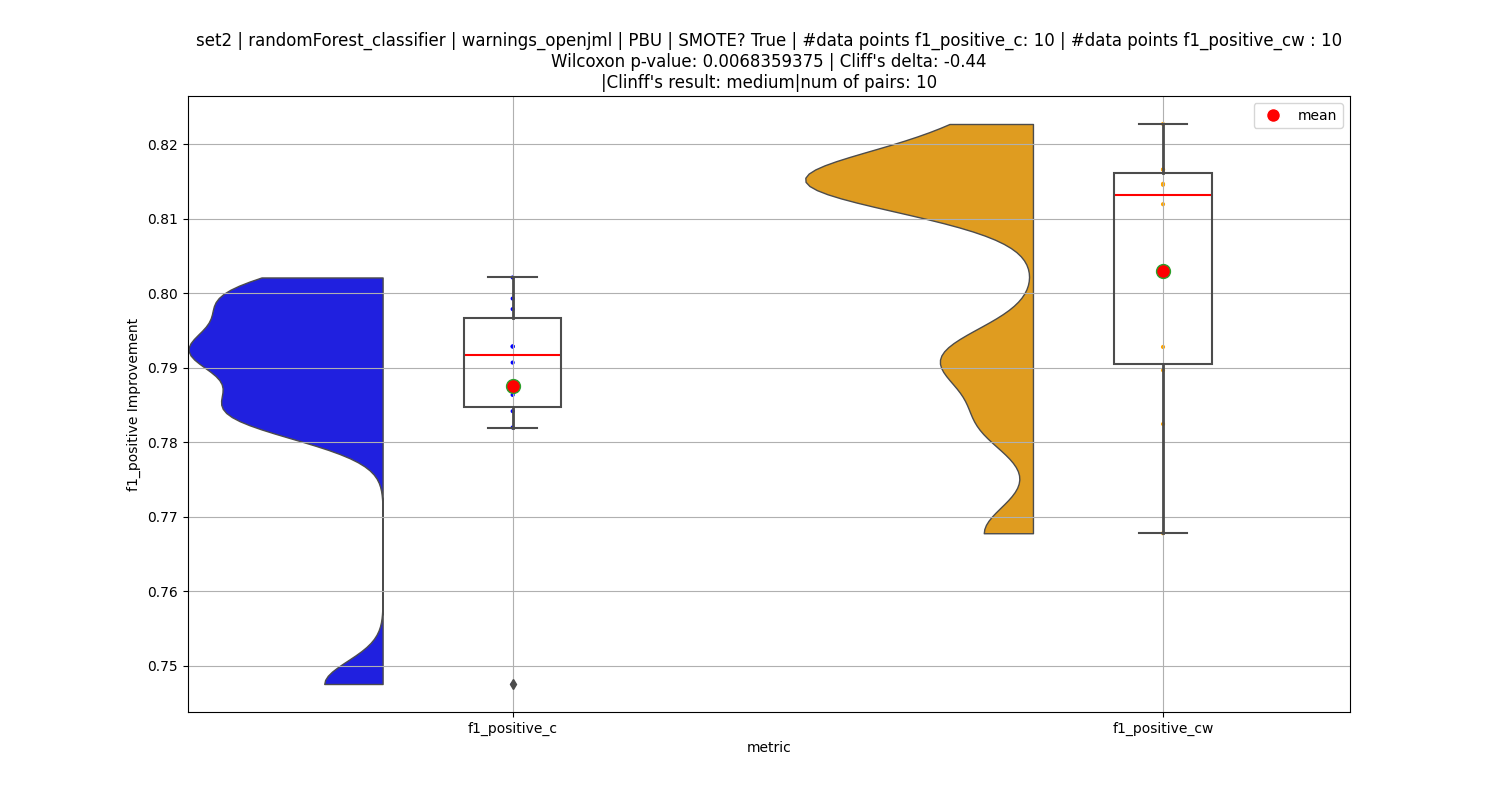 set2 | randomForest_classifier | warnings_openjml | PBU | SMOTE? True | #data points f1_positive_c: 10 | #data points f1_positive_cw : 10
Wilcoxon p-value: 0.0068359375 | Cliff's delta: -0.44
|Clinff's result: medium|num of pairs: 10
mean
0.82
0.81
0.80
0.79
0.78
0.77
0.76
0.75
f1_positive Improvement
f1_positive_c
f1_positive_cw
metric